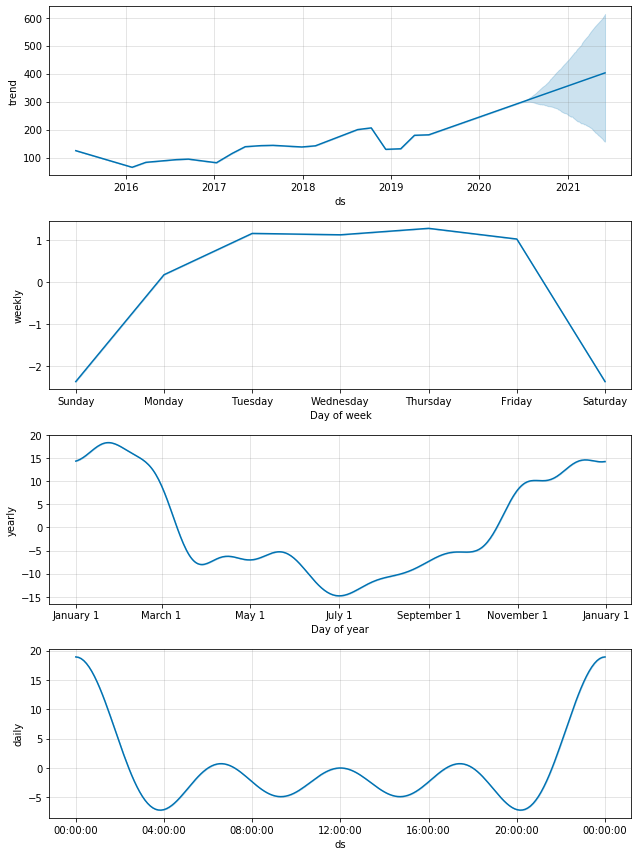 600
500
400
300
200
100
trend
2016 2017 2018 2019 2020 2021
ds
1
0
−1
−2
weekly
Sunday Monday Tuesday Wednesday Thursday Friday Saturday
Day of week
20
15
10
5
0
−5
−10
−15
yearly
January 1 March 1 May 1 July 1 September 1 November 1 January 1
Day of year
20
15
10
5
0
−5
daily
00:00:00 04:00:00 08:00:00 12:00:00 16:00:00 20:00:00 00:00:00
ds